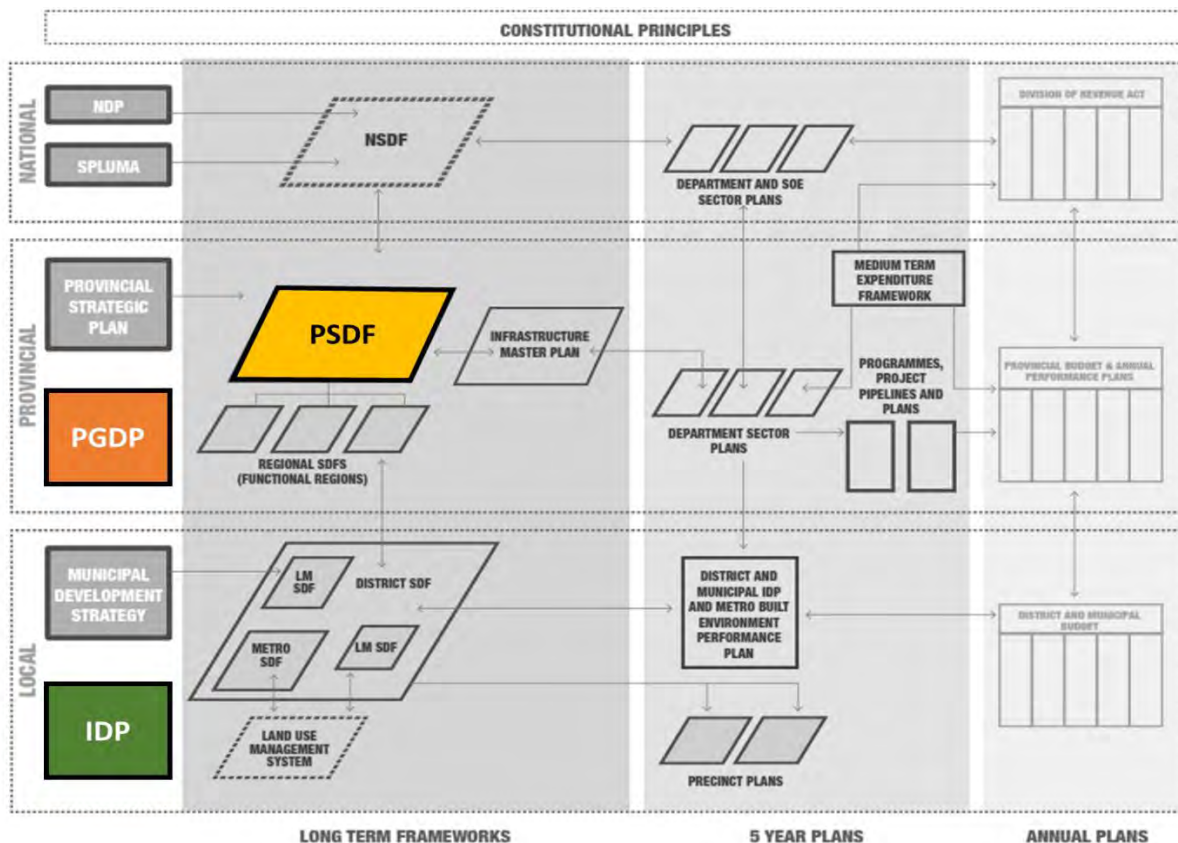 CONSTITUTIONAL PRINCIPLES
NATIONAL
NDP
SPLUMA
NSDF
DEPARTMENT AND SOE
SECTOR PLANS
DIVISION OF REVENUE ACT
PROVINCIAL
PROVINCIAL
STRATEGIC
PLAN
PGDP
PSDF
INFRASTRUCTURE
MASTER PLAN
REGIONAL SDFS
(FUNCTIONAL REGIONS)
MEDIUM TERM
EXPENDITURE
FRAMEWORK
DEPARTMENT SECTOR
PLANS
PROGRAMMES,
PROJECT
PIPELINES AND
PLANS
PROVINCIAL BUDGET & ANNUAL
PERFORMANCE PLANS
LOCAL
MUNICIPAL
DEVELOPMENT
STRATEGY
IDP
LM
SDF
DISTRICT SDF
METRO
SDF
LM SDF
LAND USE
MANAGEMENT
SYSTEM
DISTRICT AND
MUNICIPAL IDP
AND METRO BUILT
ENVIRONMENT
PERFORMANCE
PLAN
PRECINCT PLANS
DISTRICT AND MUNICIPAL
BUDGET
LONG TERM FRAMEWORKS
5 YEAR PLANS
ANNUAL PLANS